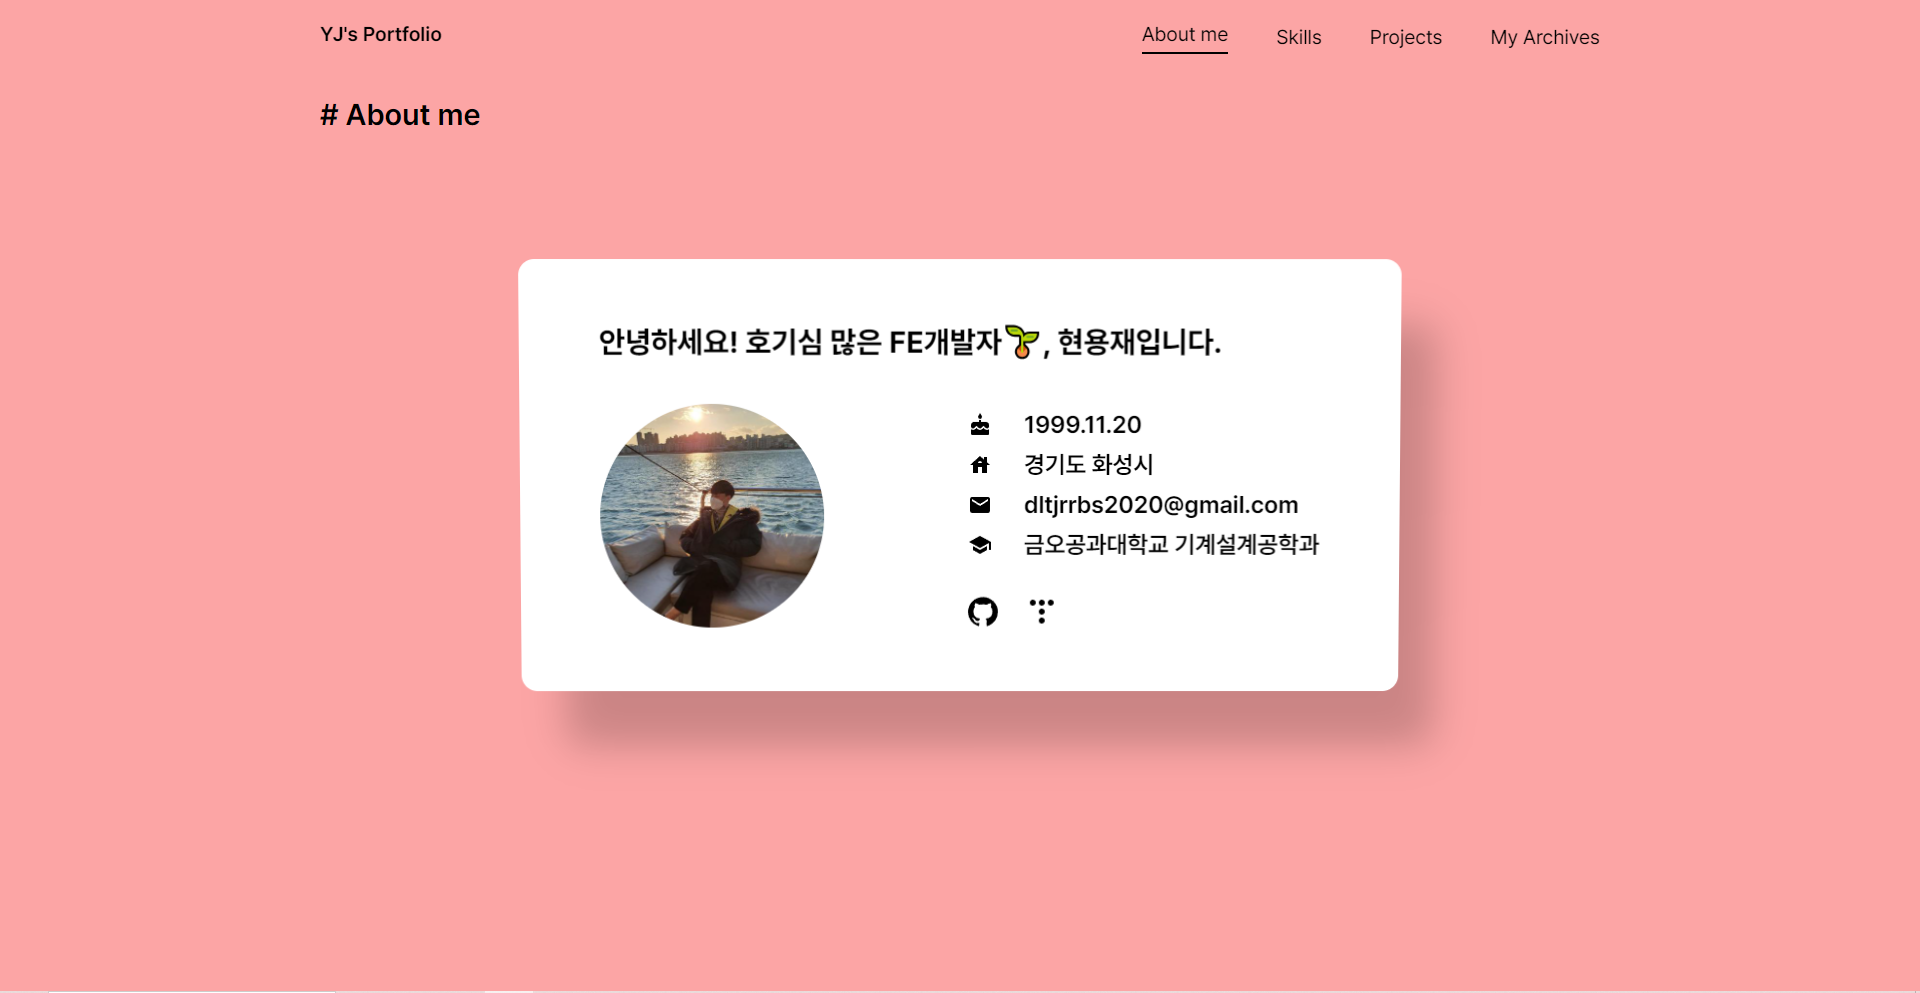 YJ's Portfolio
About me
Skills
Projects
My Archives
# About me
안녕하세요! 호기심 많은 FE개발자🌱, 현용재입니다.
1999.11.20
경기도 화성시
dltjrrbs2020@gmail.com
금오공과대학교 기계설계공학과